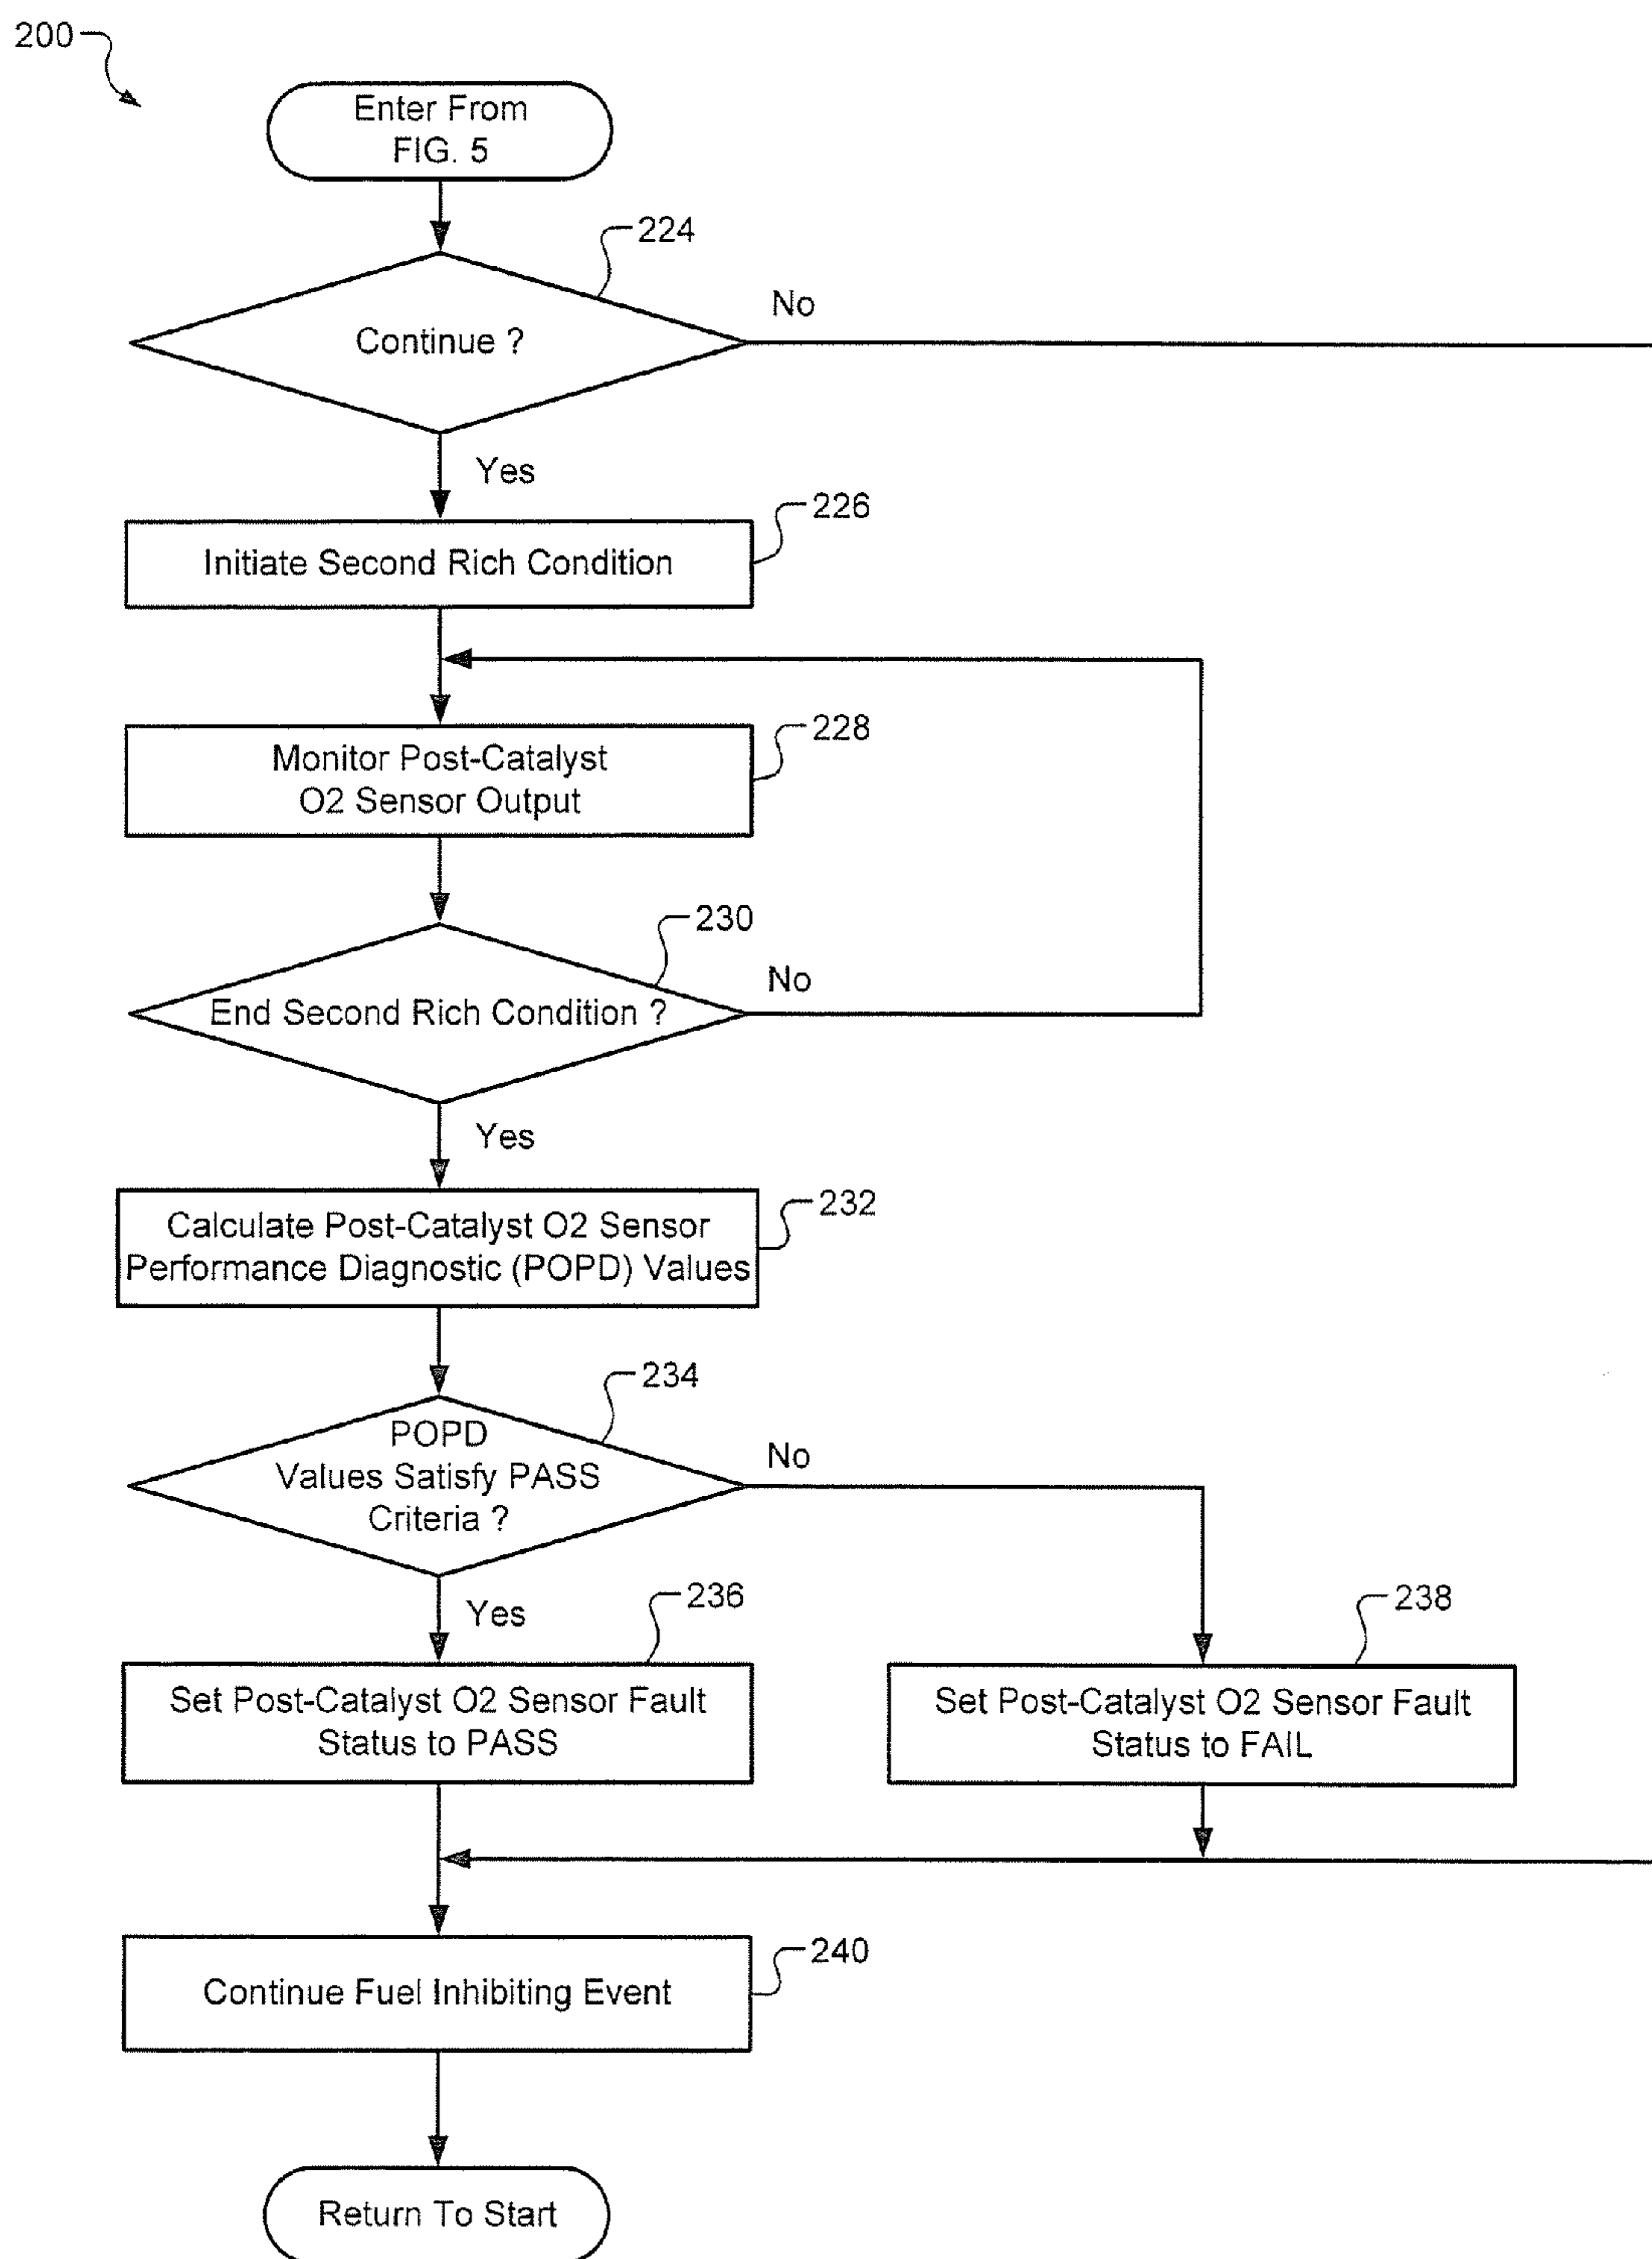 200
Enter From
FIG. 5
224
Continue ?
No
Yes
226
Initiate Second Rich Condition
228
Monitor Post-Catalyst
O2 Sensor Output
230
End Second Rich Condition ?
No
Yes
232
Calculate Post-Catalyst O2 Sensor
Performance Diagnostic (POPD) Values
234
POPD
Values Satisfy PASS
Criteria ?
No
Yes
236
Set Post-Catalyst O2 Sensor Fault
Status to PASS
238
Set Post-Catalyst O2 Sensor Fault
Status to FAIL
240
Continue Fuel Inhibiting Event
Return To Start